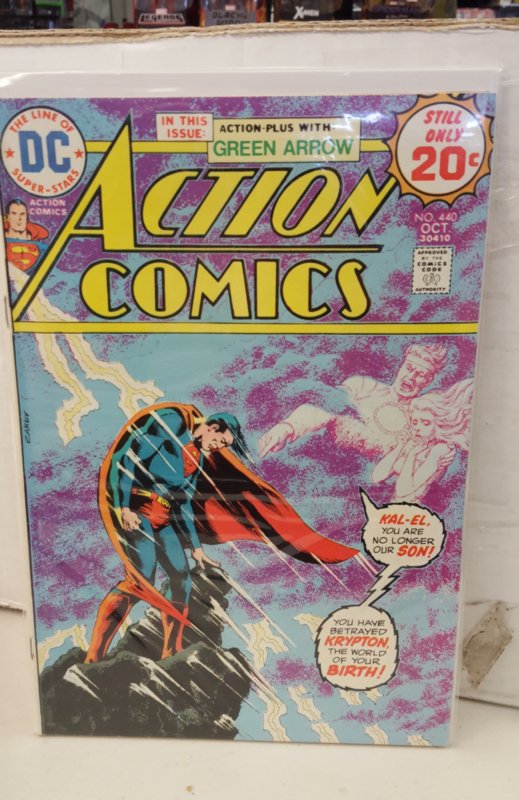 LEGENDS
X-MEN
THE LINE OF
DC
SUPER-STARS
IN THIS
ISSUE:
ACTION-PLUS WITH
GREEN ARROW
STILL
ONLY
20¢
ACTION
COMICS
ACTION
COMICS
NO. 440
OCT.
30410
APPROVED
BY THE
COMICS
CODE
AUTHORITY
CARDY
KAL-EL,
YOU ARE
NO LONGER
OUR SON!
YOU HAVE
BETRAYED
KRYPTON,
THE WORLD
OF YOUR
BIRTH!